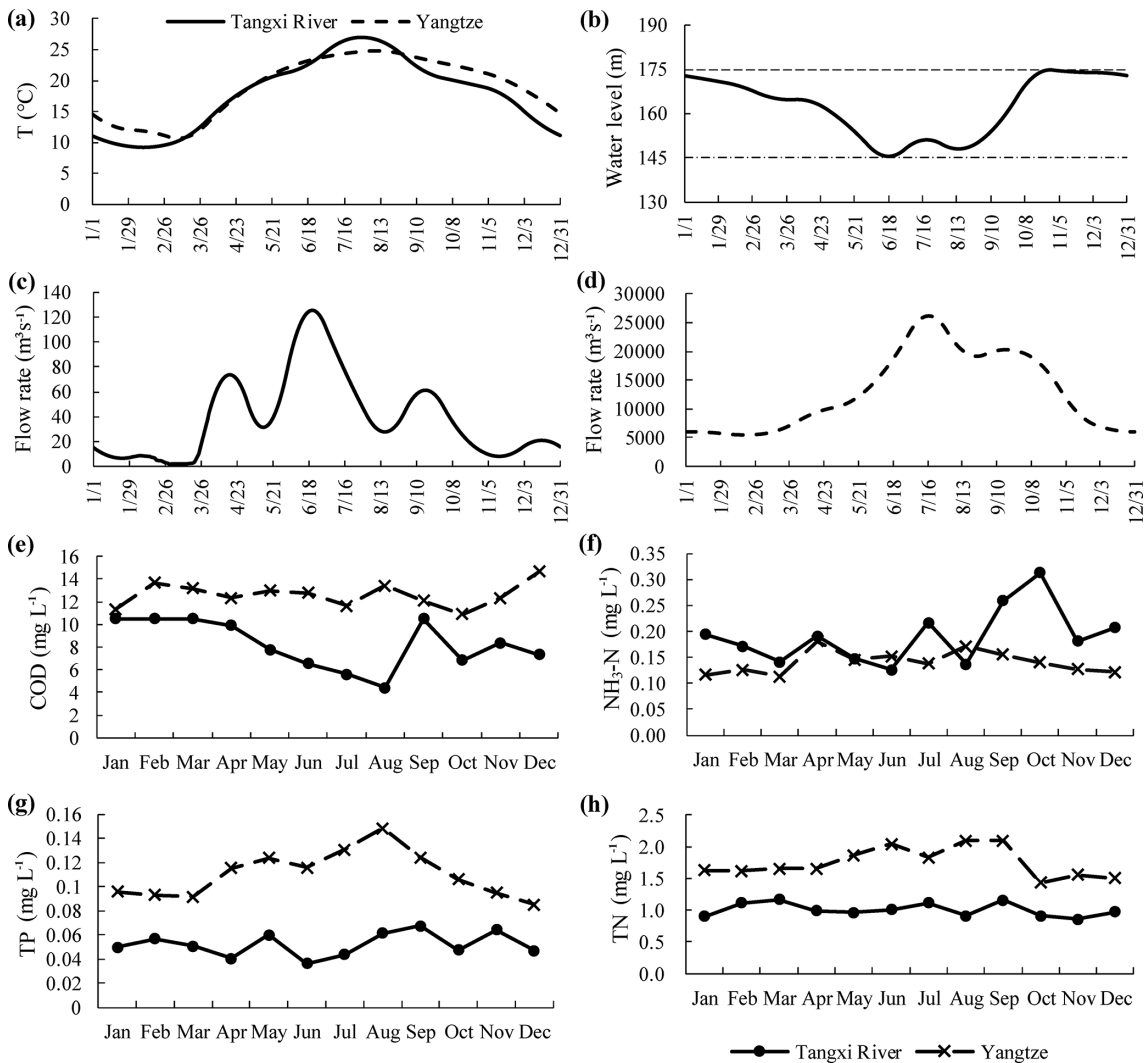 (a)
Tangxi River
Yangtze
T (°C)
30
25
20
15
10
5
0
1/1 1/29 2/26 3/26 4/23 5/21 6/18 7/16 8/13 9/10 10/8 11/5 12/3 12/31
(b)
Water level (m)
190
175
160
145
130
1/1 1/29 2/26 3/26 4/23 5/21 6/18 7/16 8/13 9/10 10/8 11/5 12/3 12/31
(c)
Flow rate (m³s⁻¹)
140
120
100
80
60
40
20
0
1/1 1/29 2/26 3/26 4/23 5/21 6/18 7/16 8/13 9/10 10/8 11/5 12/3 12/31
(d)
Flow rate (m³s⁻¹)
30000
25000
20000
15000
10000
5000
0
1/1 1/29 2/26 3/26 4/23 5/21 6/18 7/16 8/13 9/10 10/8 11/5 12/3 12/31
(e)
COD (mg L⁻¹)
16
14
12
10
8
6
4
2
0
Jan Feb Mar Apr May Jun Jul Aug Sep Oct Nov Dec
(f)
NH₃-N (mg L⁻¹)
0.35
0.30
0.25
0.20
0.15
0.10
0.05
0.00
Jan Feb Mar Apr May Jun Jul Aug Sep Oct Nov Dec
(g)
TP (mg L⁻¹)
0.16
0.14
0.12
0.1
0.08
0.06
0.04
0.02
0
Jan Feb Mar Apr May Jun Jul Aug Sep Oct Nov Dec
(h)
TN (mg L⁻¹)
2.5
2.0
1.5
1.0
0.5
0.0
Jan Feb Mar Apr May Jun Jul Aug Sep Oct Nov Dec
Tangxi River
Yangtze